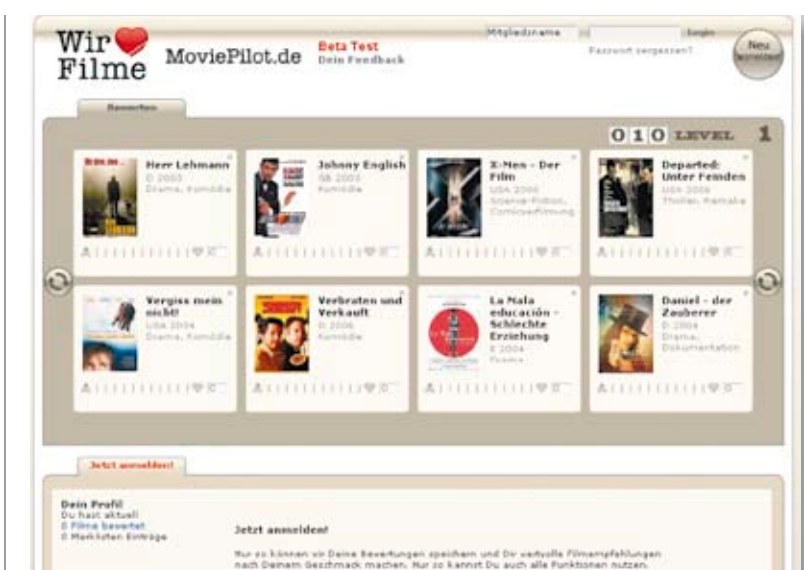 Wir
Filme
MoviePilot.de
Beta Test
Dein Feedback
Mitgliedsname
Login
Passwort vergessen?
Neu
Bewerten
0 1 0 LEVEL 1
Herr Lehmann
D 2003
Drama, Komödie
Johnny English
GB 2003
Komödie
X-Men - Der
Film
USA 2006
Science-Fiction,
Comicverfilmung
Departed:
Unter Feinden
USA 2006
Thriller, Remake
Vergiss mein
nicht!
USA 2004
Drama, Komödie
Verbraten und
Verkauft
D 2006
Komödie
La Mala
educación -
Schlechte
Erziehung
E 2004
Drama
Daniel - der
Zauberer
D 2004
Drama,
Dokumentation
Jetzt anmelden!
Dein Profil
Du hast aktuell
0 Filme bewertet
0 Merklisten Einträge
Jetzt anmelden!
Nur so können wir Deine Bewertungen speichern und Dir wertvolle Filmempfehlungen
nach Deinem Geschmack machen. Nur so kannst Du auch alle Funktionen nutzen.